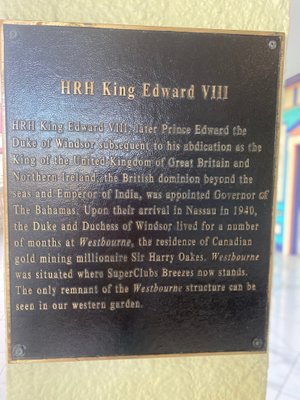 HRH King Edward VIII
HRH King Edward VIII, later Prince Edward the
Duke of Windsor subsequent to his abdication as the
King of the United Kingdom of Great Britain and
Northern Ireland, the British dominion beyond the
seas and Emperor of India, was appointed Governor of
The Bahamas. Upon their arrival in Nassau in 1940,
the Duke and Duchess of Windsor lived for a number
of months at Westbourne, the residence of Canadian
gold mining millionaire Sir Harry Oakes. Westbourne
was situated where SuperClubs Breezes now stands.
The only remnant of the Westbourne structure can be
seen in our western garden.